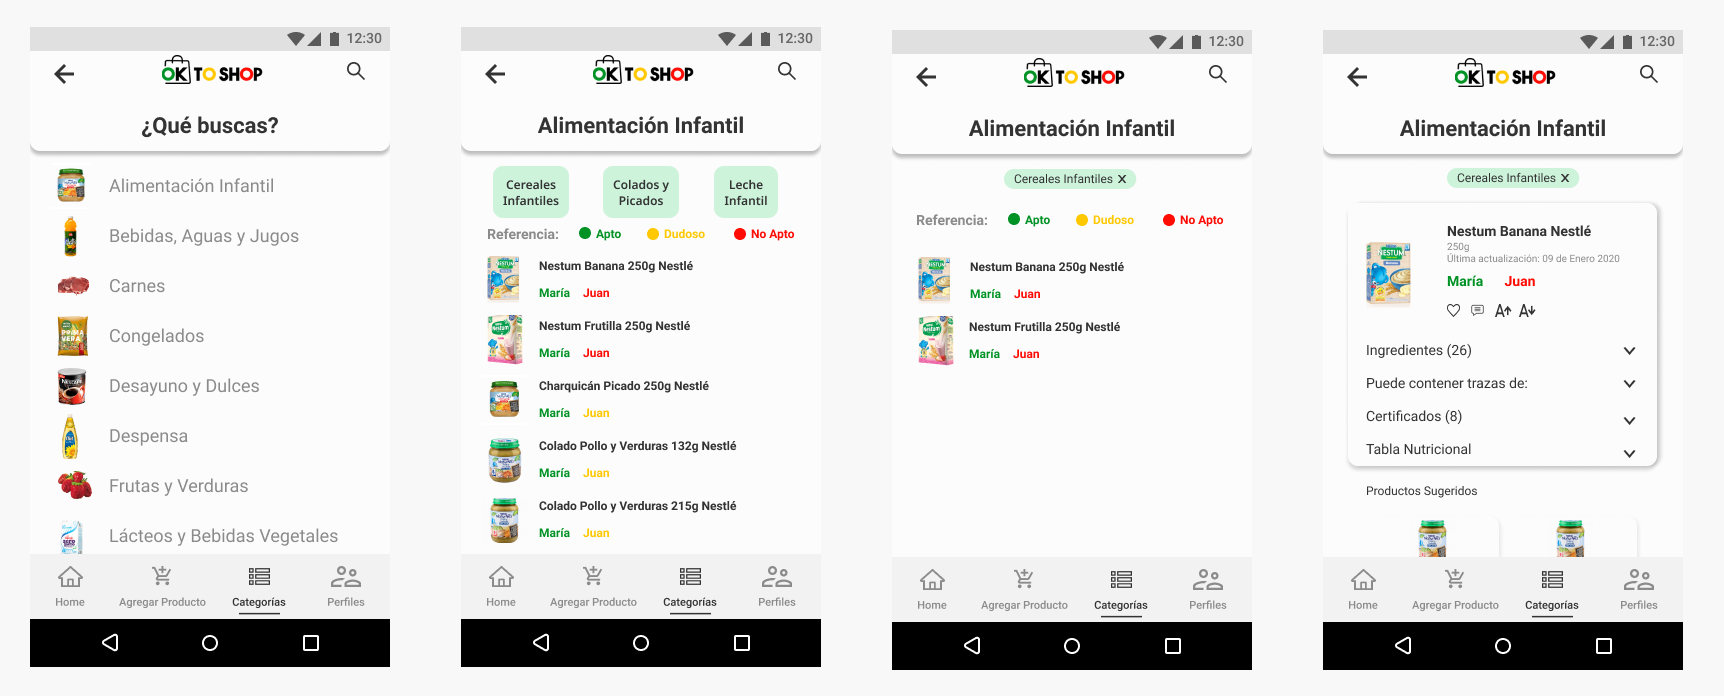 12:30
OK TO SHOP
¿Qué buscas?
Alimentación Infantil
Bebidas, Aguas y Jugos
Carnes
Congelados
Desayuno y Dulces
Despensa
Frutas y Verduras
Lácteos y Bebidas Vegetales
Home
Agregar Producto
Categorías
Perfiles
12:30
OK TO SHOP
Alimentación Infantil
Cereales
Infantiles
Colados y
Picados
Leche
Infantil
Referencia: Apto Dudoso No Apto
Nestum Banana 250g Nestlé
María Juan
Nestum Frutilla 250g Nestlé
María Juan
Charquicán Picado 250g Nestlé
María Juan
Colado Pollo y Verduras 132g Nestlé
María Juan
Colado Pollo y Verduras 215g Nestlé
María Juan
Home
Agregar Producto
Categorías
Perfiles
12:30
OK TO SHOP
Alimentación Infantil
Cereales Infantiles X
Referencia: Apto Dudoso No Apto
Nestum Banana 250g Nestlé
María Juan
Nestum Frutilla 250g Nestlé
María Juan
Home
Agregar Producto
Categorías
Perfiles
12:30
OK TO SHOP
Alimentación Infantil
Cereales Infantiles X
Nestum Banana Nestlé
250g
Última actualización: 09 de Enero 2020
María Juan
A A
Ingredientes (26)
Puede contener trazas de:
Certificados (8)
Tabla Nutricional
Productos Sugeridos
Home
Agregar Producto
Categorías
Perfiles